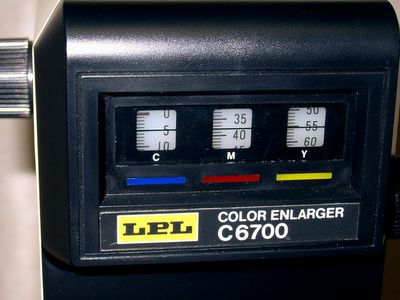 0 35 50
5 40 55
10 45 60
C M Y
LPL COLOR ENLARGER
C6700